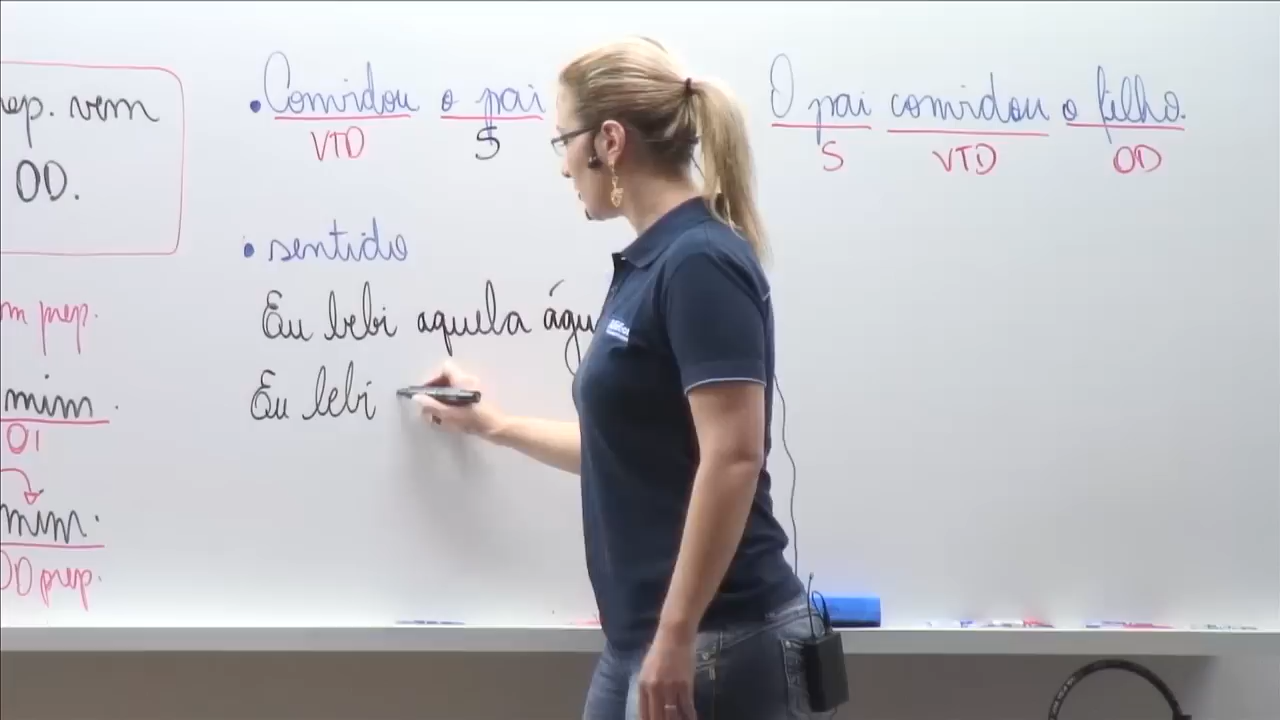 ep. vem
OD.
m prep.
mim.
OI
mim.
OD prep.
• Convidou o pai
VTD S
O pai convidou o filho.
S VTD OD
• sentido
Eu bebi aquela águ
Eu bebi